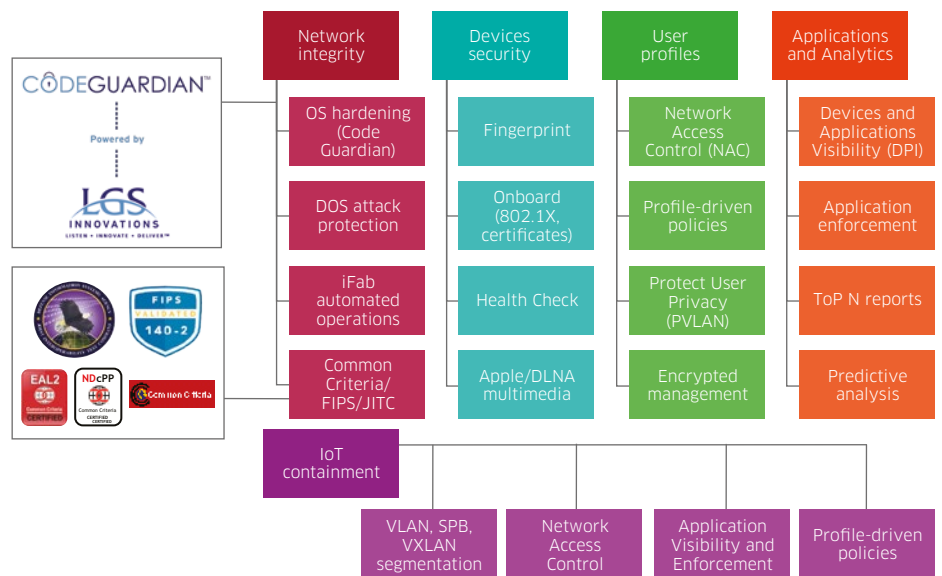 CODEGUARDIAN™
Powered by
LGS
INNOVATIONS
LISTEN • INNOVATE • DELIVER™
FIPS
VALIDATED
140-2
EAL2
Common Criteria
CERTIFIED
NDcPP
Common Criteria
CERTIFIED
CERTIFIED
Common Criteria
Network
integrity
OS hardening
(Code
Guardian)
DOS attack
protection
iFab
automated
operations
Common
Criteria/
FIPS/JITC
Devices
security
Fingerprint
Onboard
(802.1X,
certificates)
Health Check
Apple/DLNA
multimedia
User
profiles
Network
Access
Control (NAC)
Profile-driven
policies
Protect User
Privacy
(PVLAN)
Encrypted
management
Applications
and Analytics
Devices and
Applications
Visibility (DPI)
Application
enforcement
ToP N reports
Predictive
analysis
IoT
containment
VLAN, SPB,
VXLAN
segmentation
Network
Access
Control
Application
Visibility and
Enforcement
Profile-driven
policies